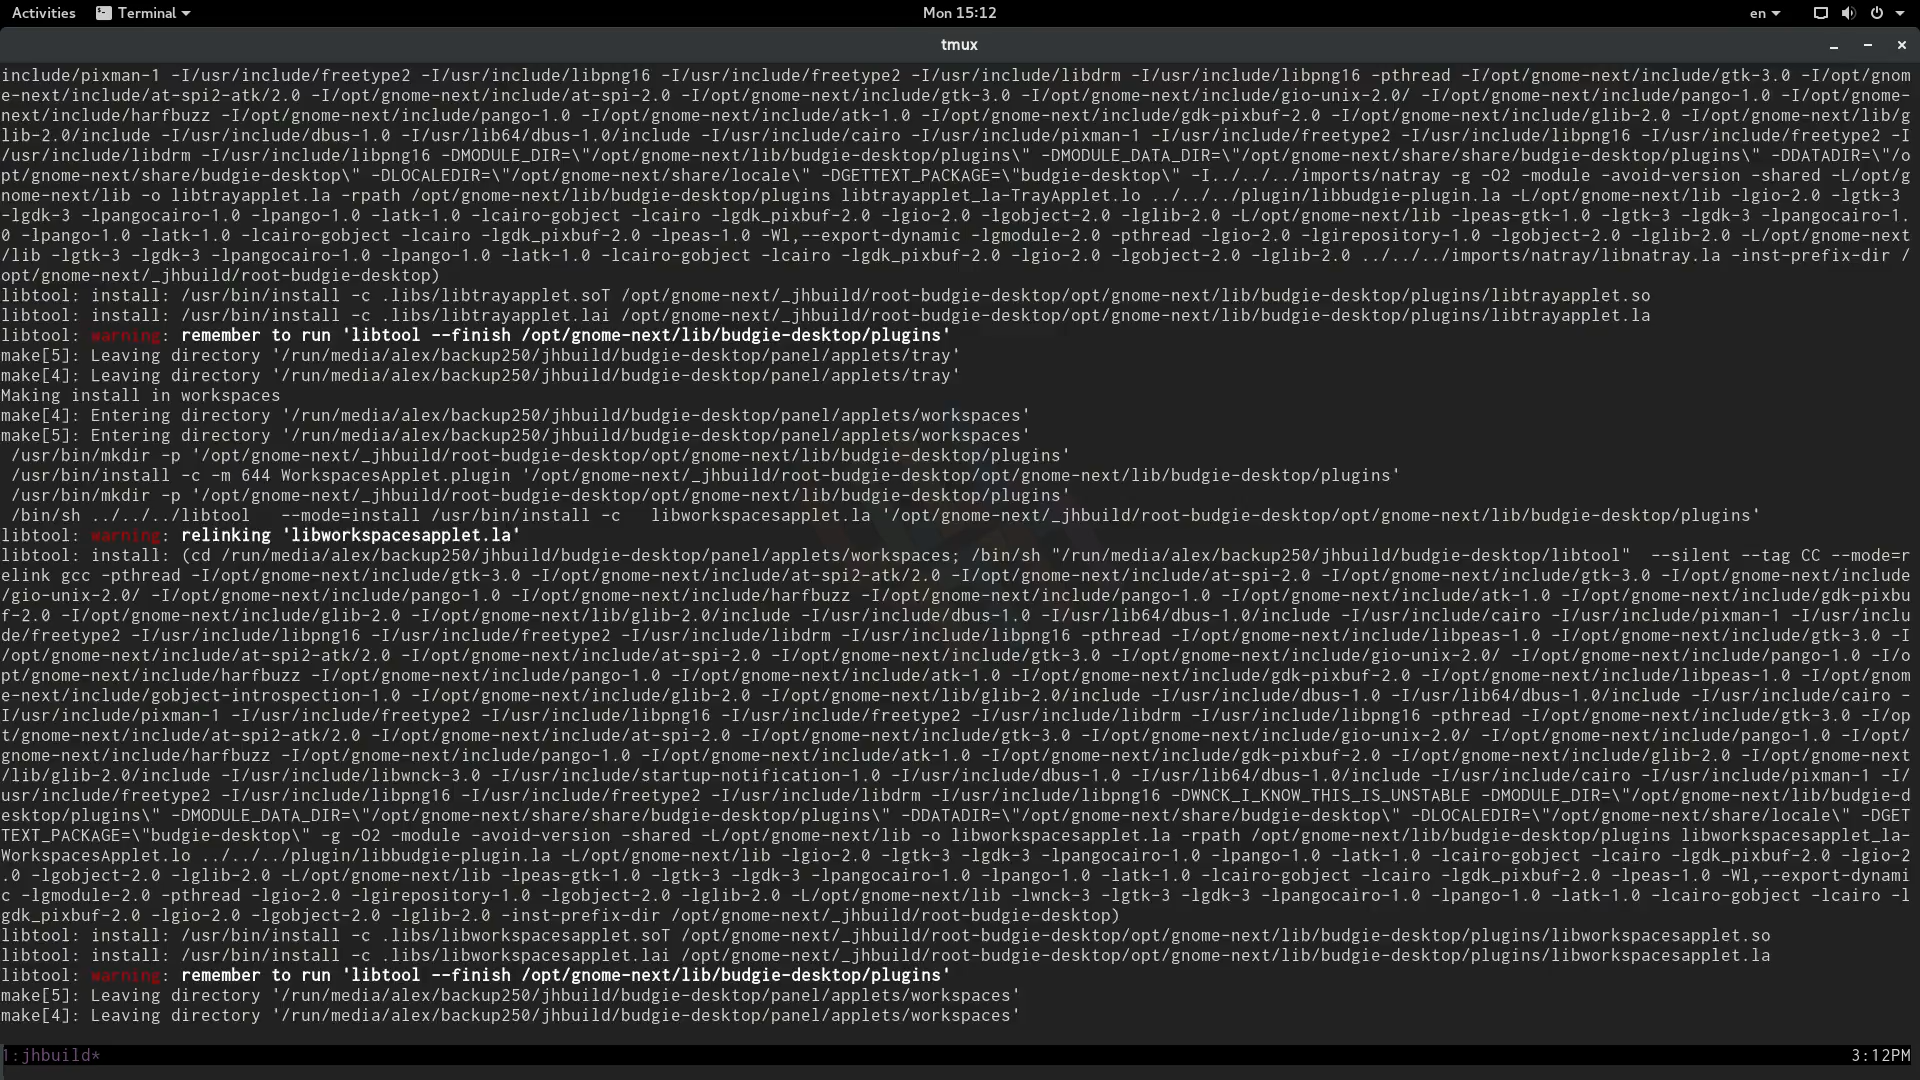 Activities Terminal Mon 15:12 en
tmux
include/pixman-1 -I/usr/include/freetype2 -I/usr/include/libpng16 -I/usr/include/freetype2 -I/usr/include/libdrm -I/usr/include/libpng16 -pthread -I/opt/gnome-next/include/gtk-3.0 -I/opt/gnom
e-next/include/at-spi2-atk/2.0 -I/opt/gnome-next/include/at-spi-2.0 -I/opt/gnome-next/include/gtk-3.0 -I/opt/gnome-next/include/gio-unix-2.0/ -I/opt/gnome-next/include/pango-1.0 -I/opt/gnome-
next/include/harfbuzz -I/opt/gnome-next/include/pango-1.0 -I/opt/gnome-next/include/atk-1.0 -I/opt/gnome-next/include/gdk-pixbuf-2.0 -I/opt/gnome-next/include/glib-2.0 -I/opt/gnome-next/lib/g
lib-2.0/include -I/usr/include/dbus-1.0 -I/usr/lib64/dbus-1.0/include -I/usr/include/cairo -I/usr/include/pixman-1 -I/usr/include/freetype2 -I/usr/include/libpng16 -I/usr/include/freetype2 -I
/usr/include/libdrm -I/usr/include/libpng16 -DMODULE_DIR=\"/opt/gnome-next/lib/budgie-desktop/plugins\" -DMODULE_DATA_DIR=\"/opt/gnome-next/share/share/budgie-desktop/plugins\" -DDATADIR=\"/o
pt/gnome-next/share/budgie-desktop\" -DLOCALEDIR=\"/opt/gnome-next/share/locale\" -DGETTEXT_PACKAGE=\"budgie-desktop\" -I../../../imports/natray -g -O2 -module -avoid-version -shared -L/opt/g
nome-next/lib -o libtrayapplet.la -rpath /opt/gnome-next/lib/budgie-desktop/plugins libtrayapplet_la-TrayApplet.lo ../../../plugin/libbudgie-plugin.la -L/opt/gnome-next/lib -lgio-2.0 -lgtk-3
-lgdk-3 -lpangocairo-1.0 -lpango-1.0 -latk-1.0 -lcairo-gobject -lcairo -lgdk_pixbuf-2.0 -lgio-2.0 -lgobject-2.0 -lglib-2.0 -L/opt/gnome-next/lib -lpeas-gtk-1.0 -lgtk-3 -lgdk-3 -lpangocairo-1.
0 -lpango-1.0 -latk-1.0 -lcairo-gobject -lcairo -lgdk_pixbuf-2.0 -lpeas-1.0 -Wl,--export-dynamic -lgmodule-2.0 -pthread -lgio-2.0 -lgirepository-1.0 -lgobject-2.0 -lglib-2.0 -L/opt/gnome-next
/lib -lgtk-3 -lgdk-3 -lpangocairo-1.0 -lpango-1.0 -latk-1.0 -lcairo-gobject -lcairo -lgdk_pixbuf-2.0 -lgio-2.0 -lgobject-2.0 -lglib-2.0 ../../../imports/natray/libnatray.la -inst-prefix-dir /
opt/gnome-next/_jhbuild/root-budgie-desktop)
libtool: install: /usr/bin/install -c .libs/libtrayapplet.soT /opt/gnome-next/_jhbuild/root-budgie-desktop/opt/gnome-next/lib/budgie-desktop/plugins/libtrayapplet.so
libtool: install: /usr/bin/install -c .libs/libtrayapplet.lai /opt/gnome-next/_jhbuild/root-budgie-desktop/opt/gnome-next/lib/budgie-desktop/plugins/libtrayapplet.la
libtool: warning: remember to run 'libtool --finish /opt/gnome-next/lib/budgie-desktop/plugins'
make[5]: Leaving directory '/run/media/alex/backup250/jhbuild/budgie-desktop/panel/applets/tray'
make[4]: Leaving directory '/run/media/alex/backup250/jhbuild/budgie-desktop/panel/applets/tray'
Making install in workspaces
make[4]: Entering directory '/run/media/alex/backup250/jhbuild/budgie-desktop/panel/applets/workspaces'
make[5]: Entering directory '/run/media/alex/backup250/jhbuild/budgie-desktop/panel/applets/workspaces'
/usr/bin/mkdir -p '/opt/gnome-next/_jhbuild/root-budgie-desktop/opt/gnome-next/lib/budgie-desktop/plugins'
/usr/bin/install -c -m 644 WorkspacesApplet.plugin '/opt/gnome-next/_jhbuild/root-budgie-desktop/opt/gnome-next/lib/budgie-desktop/plugins'
/usr/bin/mkdir -p '/opt/gnome-next/_jhbuild/root-budgie-desktop/opt/gnome-next/lib/budgie-desktop/plugins'
/bin/sh ../../../libtool   --mode=install /usr/bin/install -c   libworkspacesapplet.la '/opt/gnome-next/_jhbuild/root-budgie-desktop/opt/gnome-next/lib/budgie-desktop/plugins'
libtool: warning: relinking 'libworkspacesapplet.la'
libtool: install: (cd /run/media/alex/backup250/jhbuild/budgie-desktop/panel/applets/workspaces; /bin/sh "/run/media/alex/backup250/jhbuild/budgie-desktop/libtool"  --silent --tag CC --mode=r
elink gcc -pthread -I/opt/gnome-next/include/gtk-3.0 -I/opt/gnome-next/include/at-spi2-atk/2.0 -I/opt/gnome-next/include/at-spi-2.0 -I/opt/gnome-next/include/gtk-3.0 -I/opt/gnome-next/include
/gio-unix-2.0/ -I/opt/gnome-next/include/pango-1.0 -I/opt/gnome-next/include/harfbuzz -I/opt/gnome-next/include/pango-1.0 -I/opt/gnome-next/include/atk-1.0 -I/opt/gnome-next/include/gdk-pixbu
f-2.0 -I/opt/gnome-next/include/glib-2.0 -I/opt/gnome-next/lib/glib-2.0/include -I/usr/include/dbus-1.0 -I/usr/lib64/dbus-1.0/include -I/usr/include/cairo -I/usr/include/pixman-1 -I/usr/inclu
de/freetype2 -I/usr/include/libpng16 -I/usr/include/freetype2 -I/usr/include/libdrm -I/usr/include/libpng16 -pthread -I/opt/gnome-next/include/libpeas-1.0 -I/opt/gnome-next/include/gtk-3.0 -I
/opt/gnome-next/include/at-spi2-atk/2.0 -I/opt/gnome-next/include/at-spi-2.0 -I/opt/gnome-next/include/gtk-3.0 -I/opt/gnome-next/include/gio-unix-2.0/ -I/opt/gnome-next/include/pango-1.0 -I/o
pt/gnome-next/include/harfbuzz -I/opt/gnome-next/include/pango-1.0 -I/opt/gnome-next/include/atk-1.0 -I/opt/gnome-next/include/gdk-pixbuf-2.0 -I/opt/gnome-next/include/libpeas-1.0 -I/opt/gnom
e-next/include/gobject-introspection-1.0 -I/opt/gnome-next/include/glib-2.0 -I/opt/gnome-next/lib/glib-2.0/include -I/usr/include/dbus-1.0 -I/usr/lib64/dbus-1.0/include -I/usr/include/cairo -
I/usr/include/pixman-1 -I/usr/include/freetype2 -I/usr/include/libpng16 -I/usr/include/freetype2 -I/usr/include/libdrm -I/usr/include/libpng16 -pthread -I/opt/gnome-next/include/gtk-3.0 -I/op
t/gnome-next/include/at-spi2-atk/2.0 -I/opt/gnome-next/include/at-spi-2.0 -I/opt/gnome-next/include/gtk-3.0 -I/opt/gnome-next/include/gio-unix-2.0/ -I/opt/gnome-next/include/pango-1.0 -I/opt/
gnome-next/include/harfbuzz -I/opt/gnome-next/include/pango-1.0 -I/opt/gnome-next/include/atk-1.0 -I/opt/gnome-next/include/gdk-pixbuf-2.0 -I/opt/gnome-next/include/glib-2.0 -I/opt/gnome-next
/lib/glib-2.0/include -I/usr/include/libwnck-3.0 -I/usr/include/startup-notification-1.0 -I/usr/include/dbus-1.0 -I/usr/lib64/dbus-1.0/include -I/usr/include/cairo -I/usr/include/pixman-1 -I/
usr/include/freetype2 -I/usr/include/libpng16 -I/usr/include/freetype2 -I/usr/include/libdrm -I/usr/include/libpng16 -DWNCK_I_KNOW_THIS_IS_UNSTABLE -DMODULE_DIR=\"/opt/gnome-next/lib/budgie-d
esktop/plugins\" -DMODULE_DATA_DIR=\"/opt/gnome-next/share/share/budgie-desktop/plugins\" -DDATADIR=\"/opt/gnome-next/share/budgie-desktop\" -DLOCALEDIR=\"/opt/gnome-next/share/locale\" -DGET
TEXT_PACKAGE=\"budgie-desktop\" -g -O2 -module -avoid-version -shared -L/opt/gnome-next/lib -o libworkspacesapplet.la -rpath /opt/gnome-next/lib/budgie-desktop/plugins libworkspacesapplet_la-
WorkspacesApplet.lo ../../../plugin/libbudgie-plugin.la -L/opt/gnome-next/lib -lgio-2.0 -lgtk-3 -lgdk-3 -lpangocairo-1.0 -lpango-1.0 -latk-1.0 -lcairo-gobject -lcairo -lgdk_pixbuf-2.0 -lgio-2
.0 -lgobject-2.0 -lglib-2.0 -L/opt/gnome-next/lib -lpeas-gtk-1.0 -lgtk-3 -lgdk-3 -lpangocairo-1.0 -lpango-1.0 -latk-1.0 -lcairo-gobject -lcairo -lgdk_pixbuf-2.0 -lpeas-1.0 -Wl,--export-dynami
c -lgmodule-2.0 -pthread -lgio-2.0 -lgirepository-1.0 -lgobject-2.0 -lglib-2.0 -L/opt/gnome-next/lib -lwnck-3 -lgtk-3 -lgdk-3 -lpangocairo-1.0 -lpango-1.0 -latk-1.0 -lcairo-gobject -lcairo -l
gdk_pixbuf-2.0 -lgio-2.0 -lgobject-2.0 -lglib-2.0 -inst-prefix-dir /opt/gnome-next/_jhbuild/root-budgie-desktop)
libtool: install: /usr/bin/install -c .libs/libworkspacesapplet.soT /opt/gnome-next/_jhbuild/root-budgie-desktop/opt/gnome-next/lib/budgie-desktop/plugins/libworkspacesapplet.so
libtool: install: /usr/bin/install -c .libs/libworkspacesapplet.lai /opt/gnome-next/_jhbuild/root-budgie-desktop/opt/gnome-next/lib/budgie-desktop/plugins/libworkspacesapplet.la
libtool: warning: remember to run 'libtool --finish /opt/gnome-next/lib/budgie-desktop/plugins'
make[5]: Leaving directory '/run/media/alex/backup250/jhbuild/budgie-desktop/panel/applets/workspaces'
make[4]: Leaving directory '/run/media/alex/backup250/jhbuild/budgie-desktop/panel/applets/workspaces'
1:jhbuild* 3:12PM